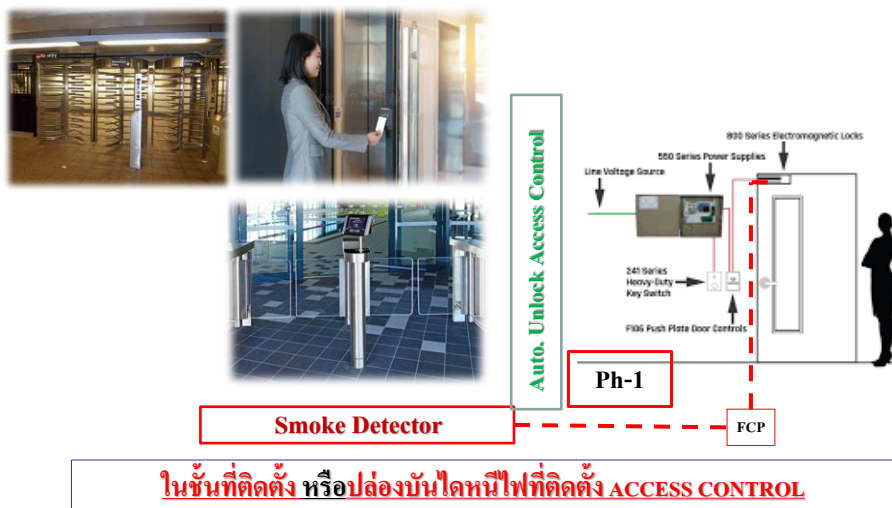 Auto. Unlock Access Control
800 Series Electromagnetic Locks
550 Series Power Supplies
Line Voltage Source
241 Series
Heavy-Duty
Key Switch
F106 Push Plate Door Controls
Ph-1
Smoke Detector
FCP
ในชั้นที่ติดตั้ง หรือปล่องบันไดหนีไฟที่ติดตั้ง ACCESS CONTROL